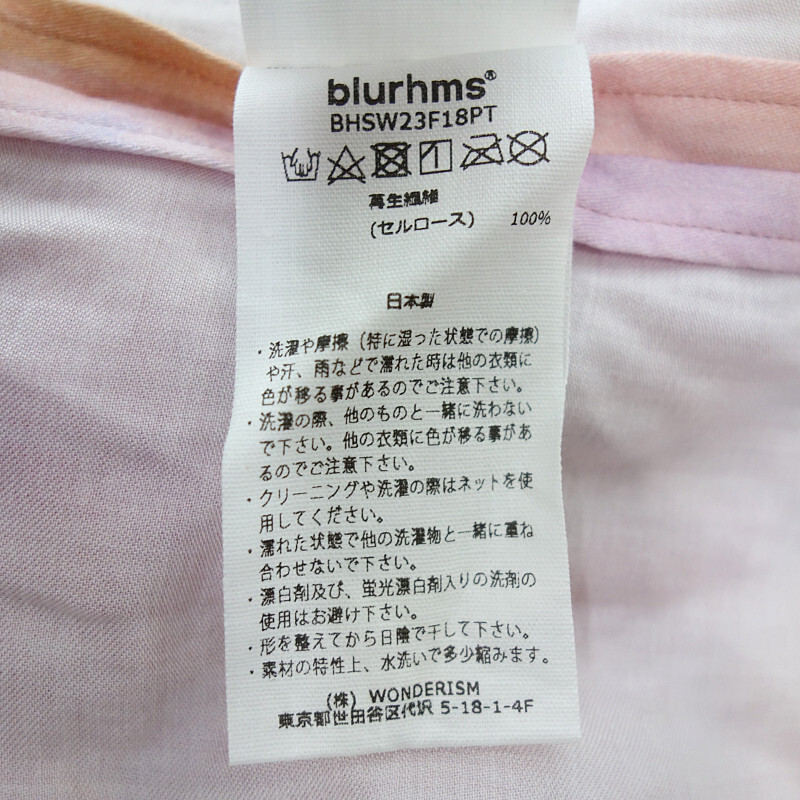 blurhms®
BHSW23F18PT
再生繊維
(セルロース) 100%
日本製
・洗濯や摩擦（特に湿った状態での摩擦）
や汗、雨などで濡れた時は他の衣類に
色が移る事があるのでご注意下さい。
・洗濯の際、他のものと一緒に洗わない
で下さい。他の衣類に色が移る事があ
るのでご注意下さい。
・クリーニングや洗濯の際はネットを使
用してください。
・濡れた状態で他の洗濯物と一緒に重ね
合わせないで下さい。
・漂白剤及び、蛍光漂白剤入りの洗剤の
使用はお避け下さい。
・形を整えてから日陰で干して下さい。
・素材の特性上、水洗いで多少縮みます。
(株) WONDERISM
東京都世田谷区代沢 5-18-1-4F